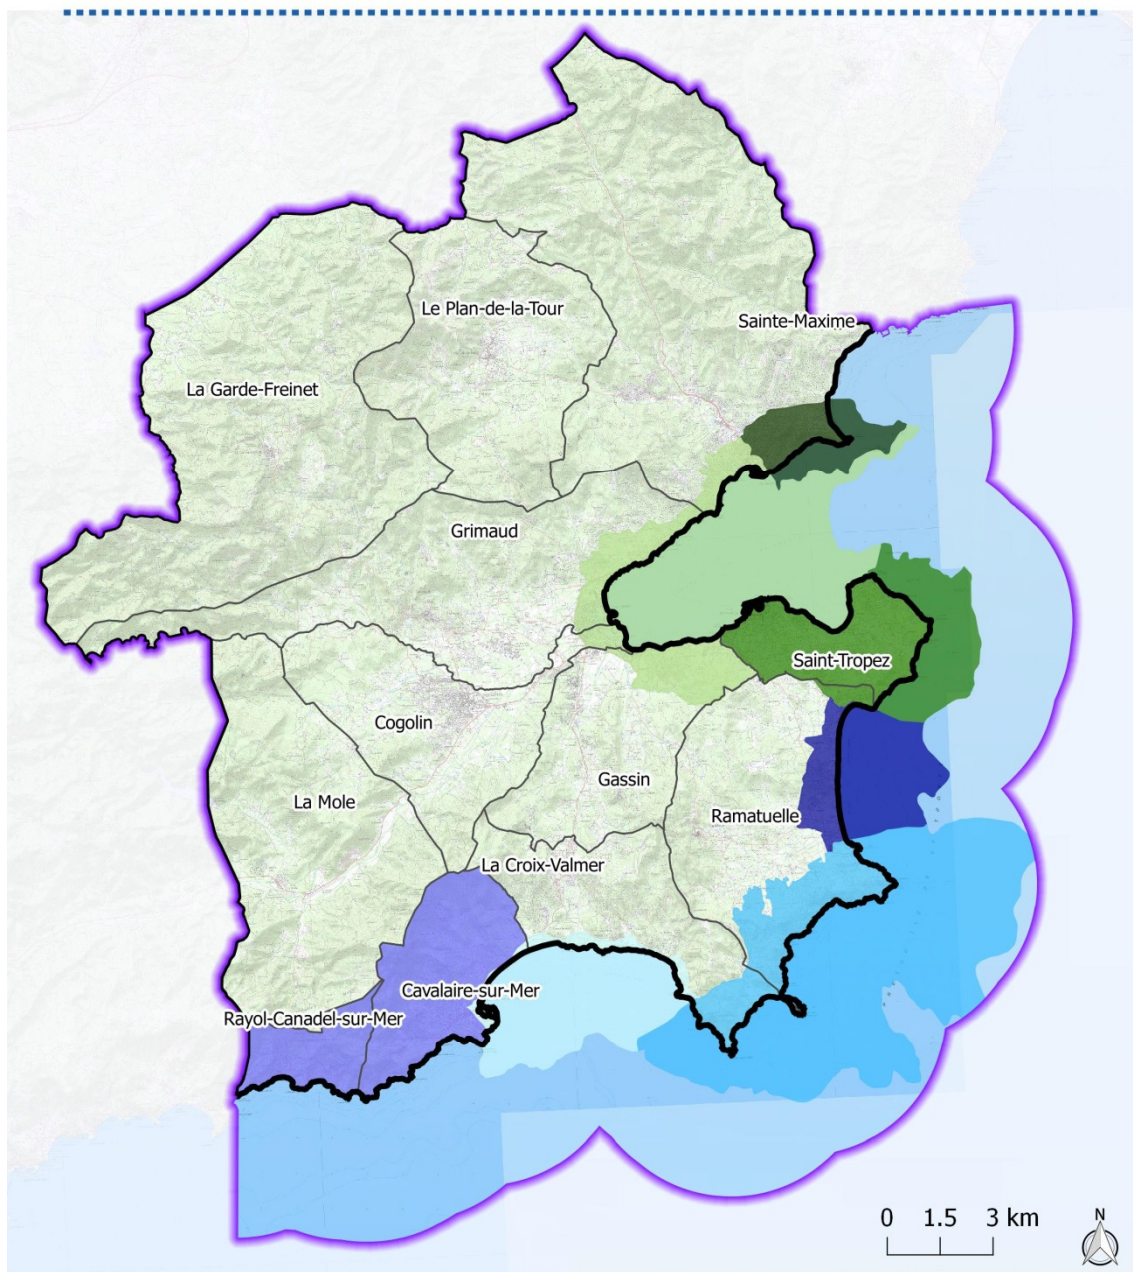 Le Plan-de-la-Tour
Sainte-Maxime
La Garde-Freinet
Grimaud
Saint-Tropez
Cogolin
Gassin
La Mole
Ramatuelle
La Croix-Valmer
Cavalaire-sur-Mer
Rayol-Canadel-sur-Mer
0 1.5 3 km
N